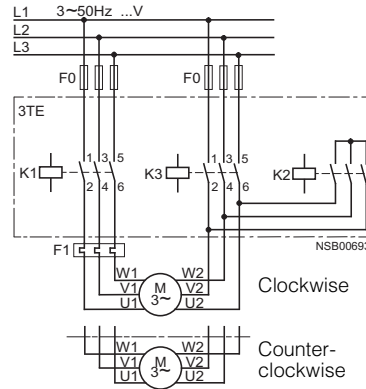 L1 3~50Hz ...V
L2
L3
F0 F0
3TE
K1 1 3 5 K3 1 3 5 K2
2 4 6 2 4 6
NSB00693
F1
W1 W2
V1 M 3~ V2
U1 U2
Clockwise
W1 W2
V1 M 3~ V2
U1 U2
Counter-
clockwise